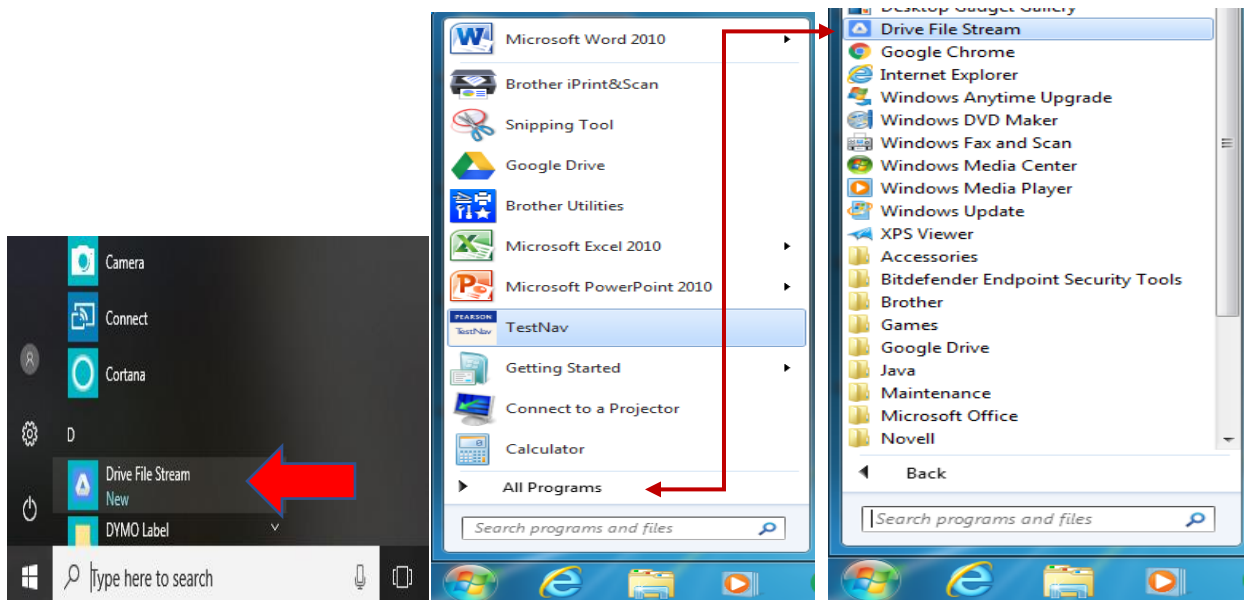 Camera
Connect
Cortana
D
Drive File Stream
New
DYMO Label
Type here to search
Microsoft Word 2010
Brother iPrint&Scan
Snipping Tool
Google Drive
Brother Utilities
Microsoft Excel 2010
Microsoft PowerPoint 2010
PEARSON
TestNav
TestNav
Getting Started
Connect to a Projector
Calculator
All Programs
Search programs and files
Desktop Gadget Gallery
Drive File Stream
Google Chrome
Internet Explorer
Windows Anytime Upgrade
Windows DVD Maker
Windows Fax and Scan
Windows Media Center
Windows Media Player
Windows Update
XPS Viewer
Accessories
Bitdefender Endpoint Security Tools
Brother
Games
Google Drive
Java
Maintenance
Microsoft Office
Novell
Back
Search programs and files